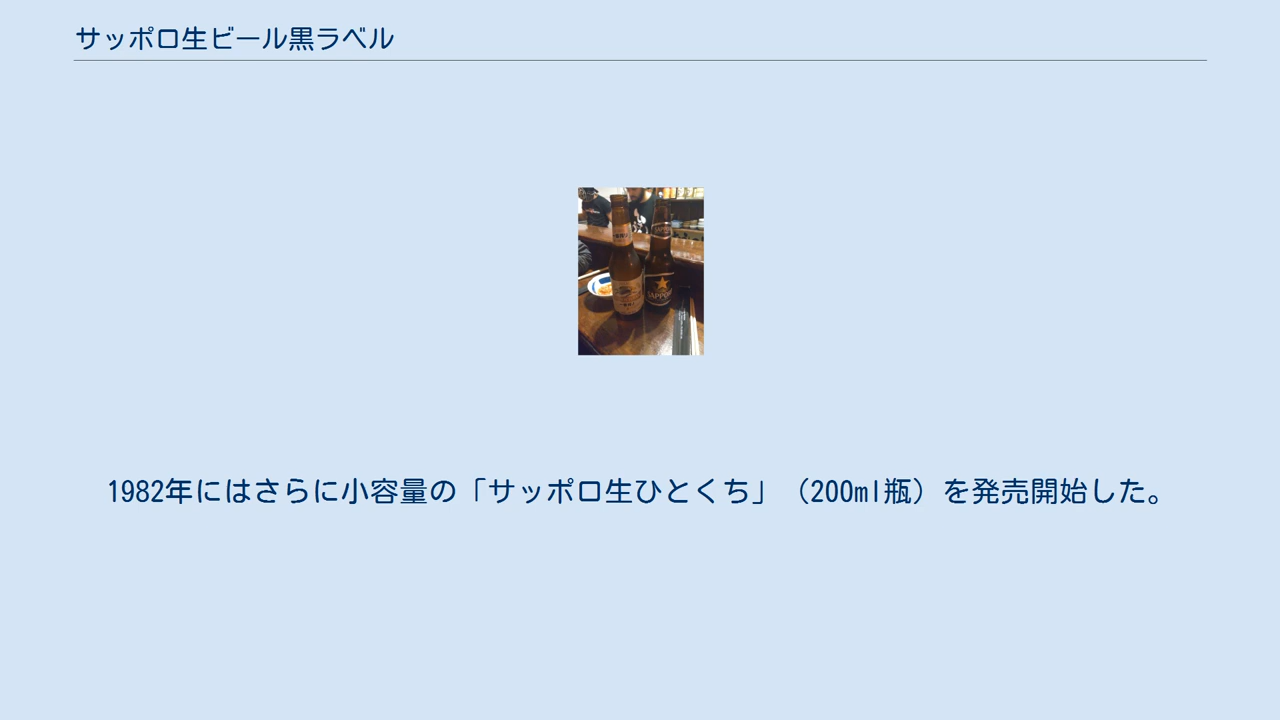 サッポロ生ビール黒ラベル
SAPPORO
1982年にはさらに小容量の「サッポロ生ひとくち」（200ml瓶）を発売開始した。